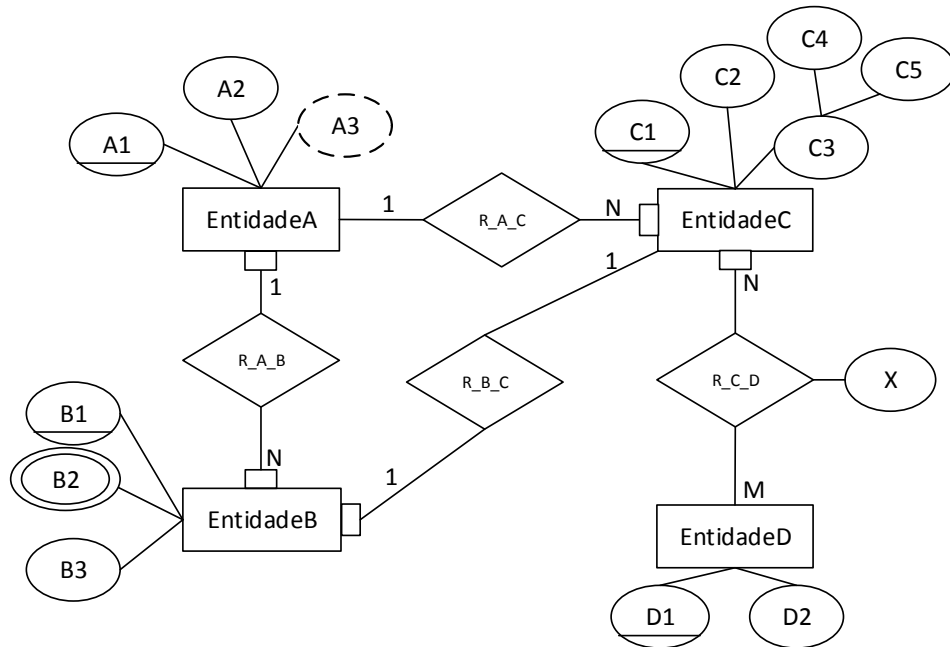 C4
C5
A2
C2
A3
A1
C1
C3
EntidadeA
1
R_A_C
N
EntidadeC
1
1
N
R_A_B
R_B_C
R_C_D
X
B1
B2
N
1
M
EntidadeB
EntidadeD
B3
D1
D2